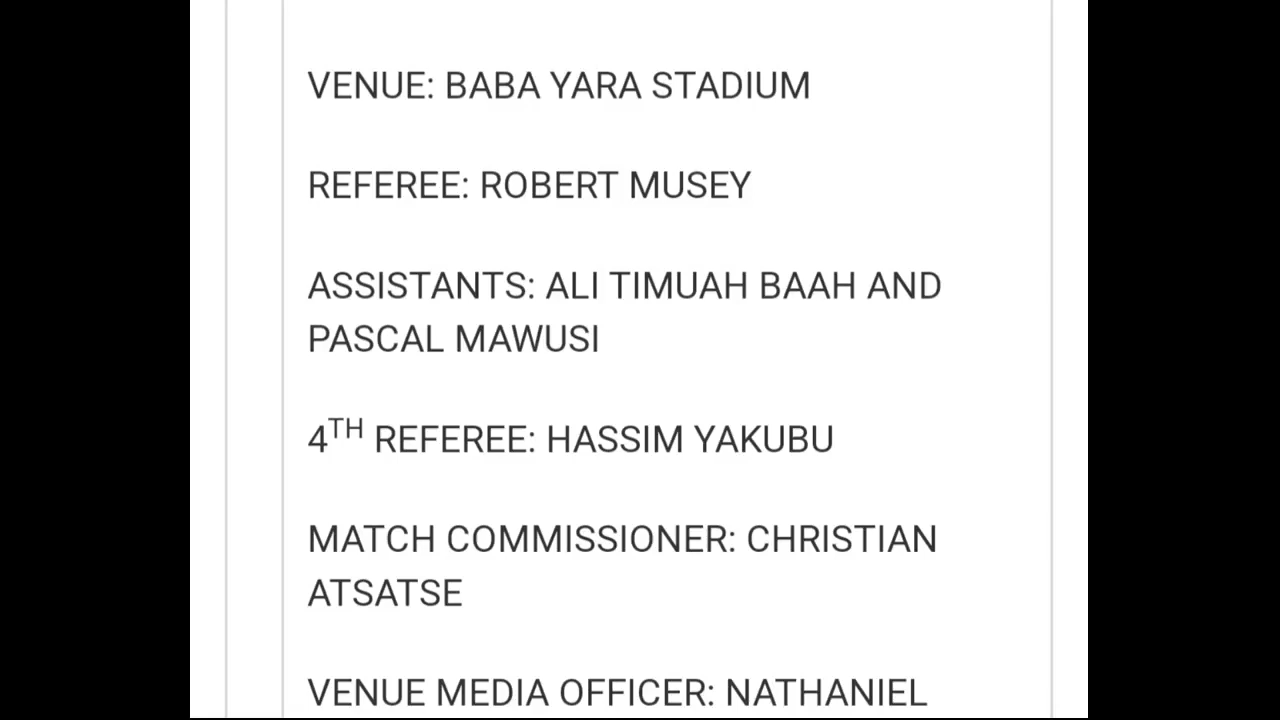 VENUE: BABA YARA STADIUM
REFEREE: ROBERT MUSEY
ASSISTANTS: ALI TIMUAH BAAH AND
PASCAL MAWUSI
4TH REFEREE: HASSIM YAKUBU
MATCH COMMISSIONER: CHRISTIAN
ATSATSE
VENUE MEDIA OFFICER: NATHANIEL